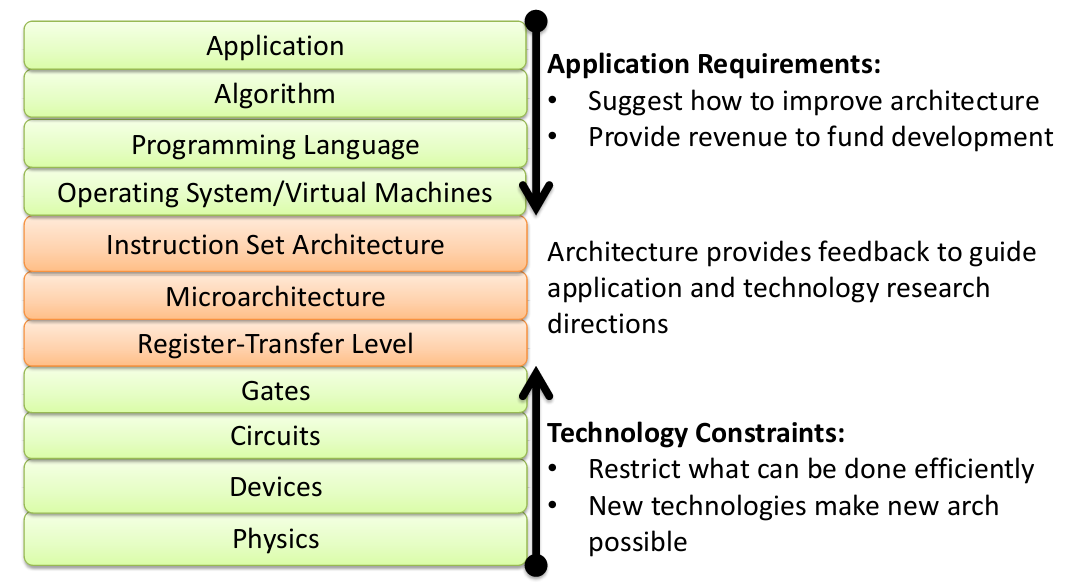 Application
Algorithm
Programming Language
Operating System/Virtual Machines
Instruction Set Architecture
Microarchitecture
Register-Transfer Level
Gates
Circuits
Devices
Physics
Application Requirements:
• Suggest how to improve architecture
• Provide revenue to fund development
Architecture provides feedback to guide
application and technology research
directions
Technology Constraints:
• Restrict what can be done efficiently
• New technologies make new arch
possible